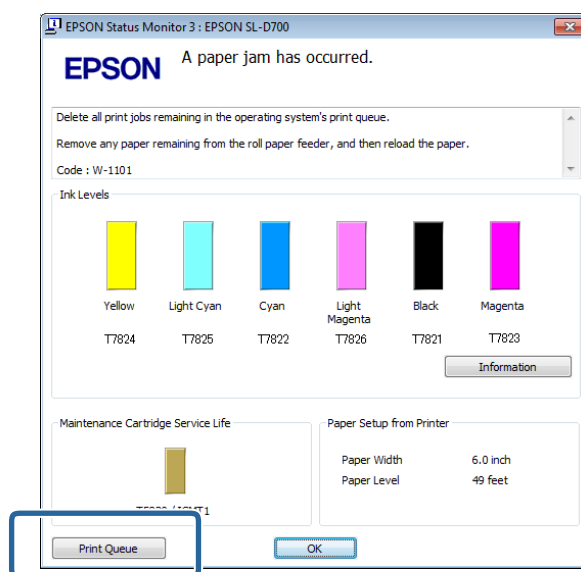 EPSON Status Monitor 3 : EPSON SL-D700
EPSON
A paper jam has occurred.
Delete all print jobs remaining in the operating system's print queue.
Remove any paper remaining from the roll paper feeder, and then reload the paper.
Code : W-1101
Ink Levels
Yellow Light Cyan Cyan Light Magenta Black Magenta
T7824 T7825 T7822 T7826 T7821 T7823
Information
Maintenance Cartridge Service Life
Paper Setup from Printer
Paper Width 6.0 inch
Paper Level 49 feet
Print Queue
OK